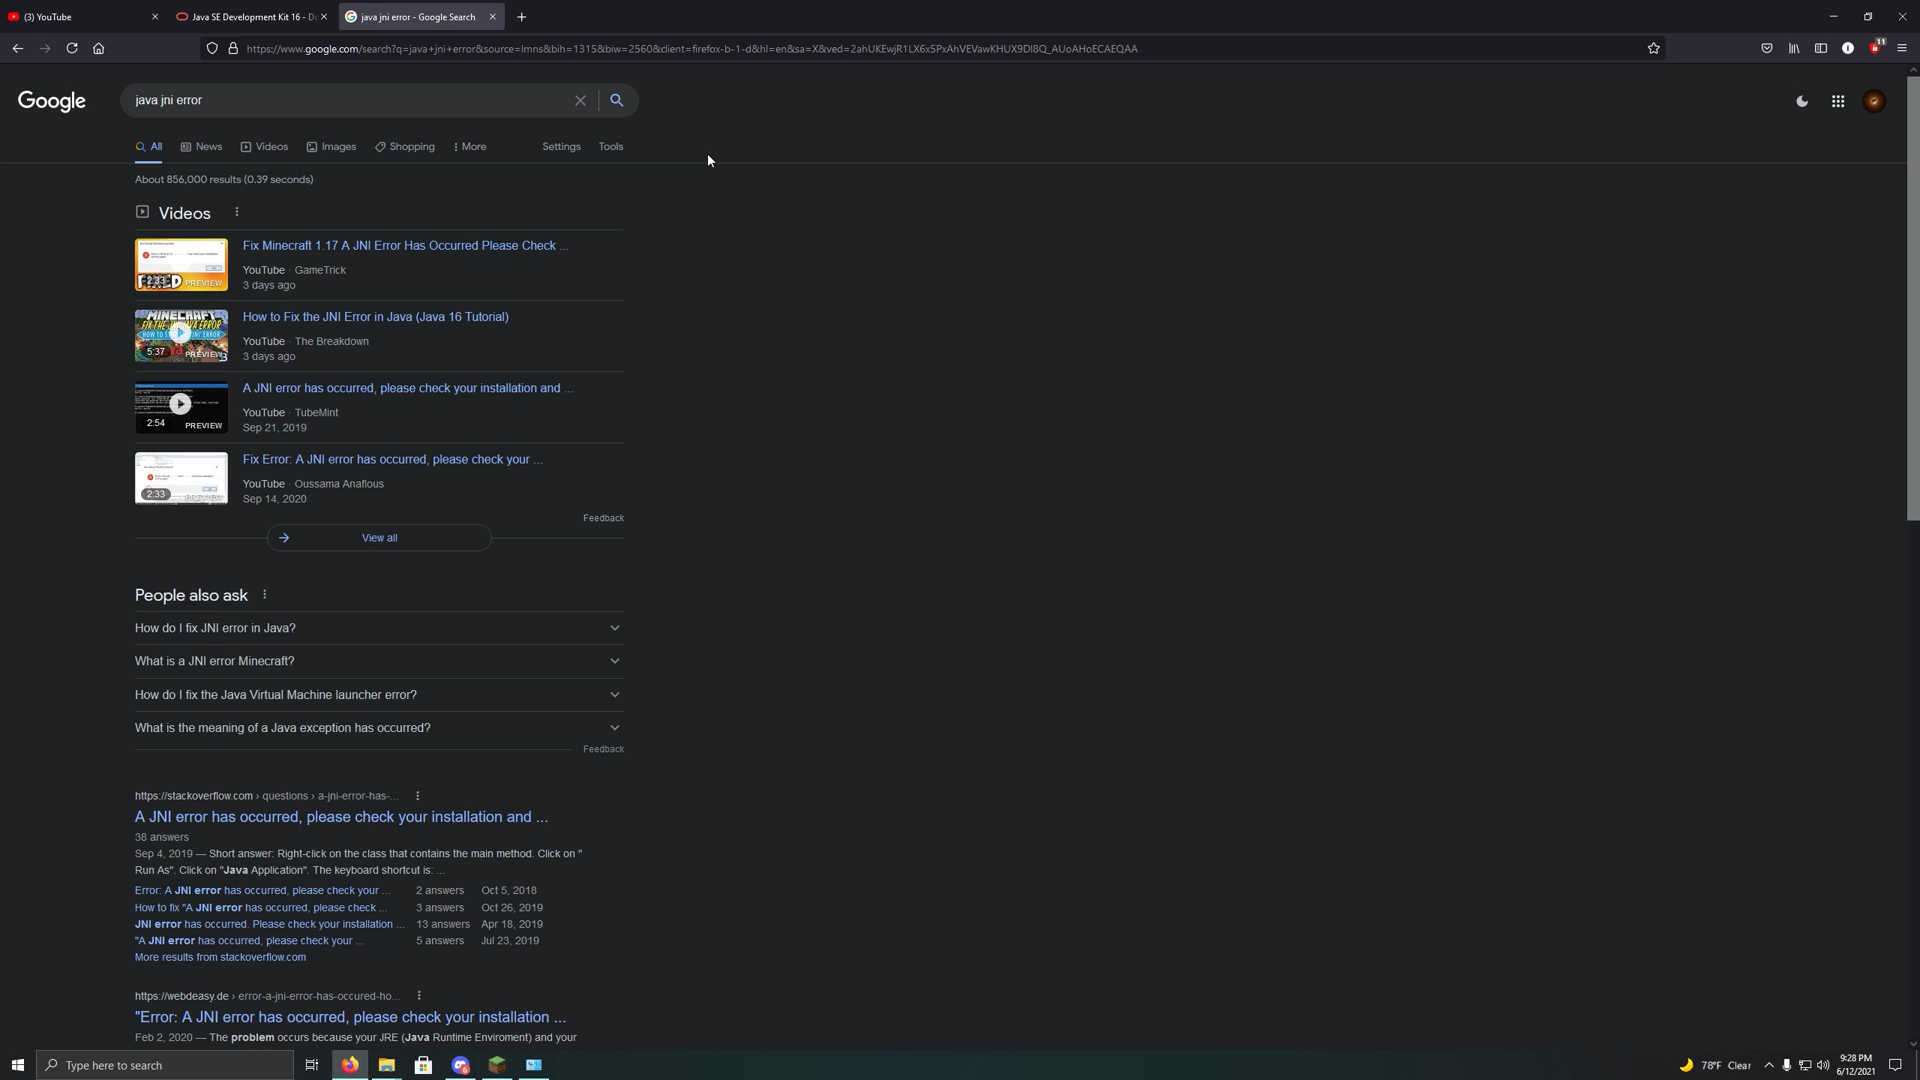 (3) YouTube
Java SE Development Kit 16 - Do
java jni error - Google Search
https://www.google.com/search?q=java+jni+error&source=lmns&bih=1315&biw=2560&client=firefox-b-1-d&hl=en&sa=X&ved=2ahUKEwjR1LX6x5PxAhVEVawKHUX9DI8Q_AUoAHoECAEQAA
11
Google
java jni error
All
News
Videos
Images
Shopping
More
Settings
Tools
About 856,000 results (0.39 seconds)
Videos
Fix Minecraft 1.17 A JNI Error Has Occurred Please Check ...
YouTube · GameTrick
3 days ago
2:33
PREVIEW
How to Fix the JNI Error in Java (Java 16 Tutorial)
YouTube · The Breakdown
3 days ago
MINECRAFT
5:37
PREVIEW
A JNI error has occurred, please check your installation and ...
YouTube · TubeMint
Sep 21, 2019
2:54
PREVIEW
Fix Error: A JNI error has occurred, please check your ...
YouTube · Oussama Anaflous
Sep 14, 2020
2:33
PREVIEW
Feedback
View all
People also ask
How do I fix JNI error in Java?
What is a JNI error Minecraft?
How do I fix the Java Virtual Machine launcher error?
What is the meaning of a Java exception has occurred?
Feedback
https://stackoverflow.com › questions › a-jni-error-has-...
A JNI error has occurred, please check your installation and ...
38 answers
Sep 4, 2019 — Short answer: Right-click on the class that contains the main method. Click on "
Run As". Click on "Java Application". The keyboard shortcut is: ...
Error: A JNI error has occurred, please check your ... 2 answers Oct 5, 2018
How to fix "A JNI error has occurred, please check ... 3 answers Oct 26, 2019
JNI error has occurred. Please check your installation ... 13 answers Apr 18, 2019
"A JNI error has occurred, please check your ... 5 answers Jul 23, 2019
More results from stackoverflow.com
https://webdeasy.de › error-a-jni-error-has-occured-ho...
"Error: A JNI error has occurred, please check your installation ...
Feb 2, 2020 — The problem occurs because your JRE (Java Runtime Enviroment) and your
Type here to search
78°F Clear
9:28 PM
6/12/2021